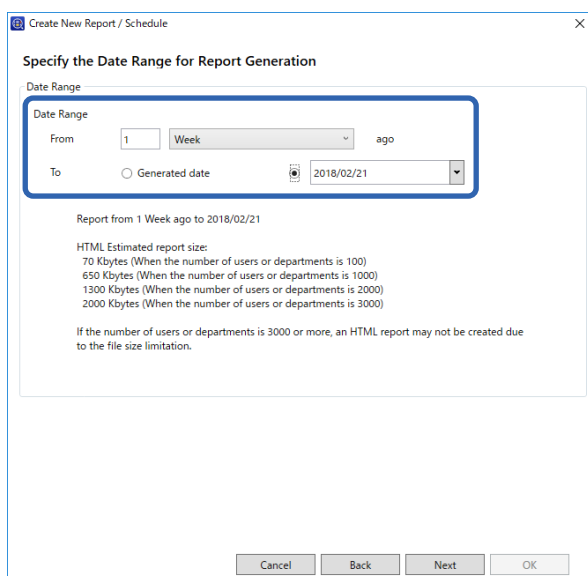 Create New Report / Schedule
Specify the Date Range for Report Generation
Date Range
Date Range
From 1 Week ago
To Generated date 2018/02/21
Report from 1 Week ago to 2018/02/21
HTML Estimated report size:
70 Kbytes (When the number of users or departments is 100)
650 Kbytes (When the number of users or departments is 1000)
1300 Kbytes (When the number of users or departments is 2000)
2000 Kbytes (When the number of users or departments is 3000)
If the number of users or departments is 3000 or more, an HTML report may not be created due
to the file size limitation.
Cancel Back Next OK